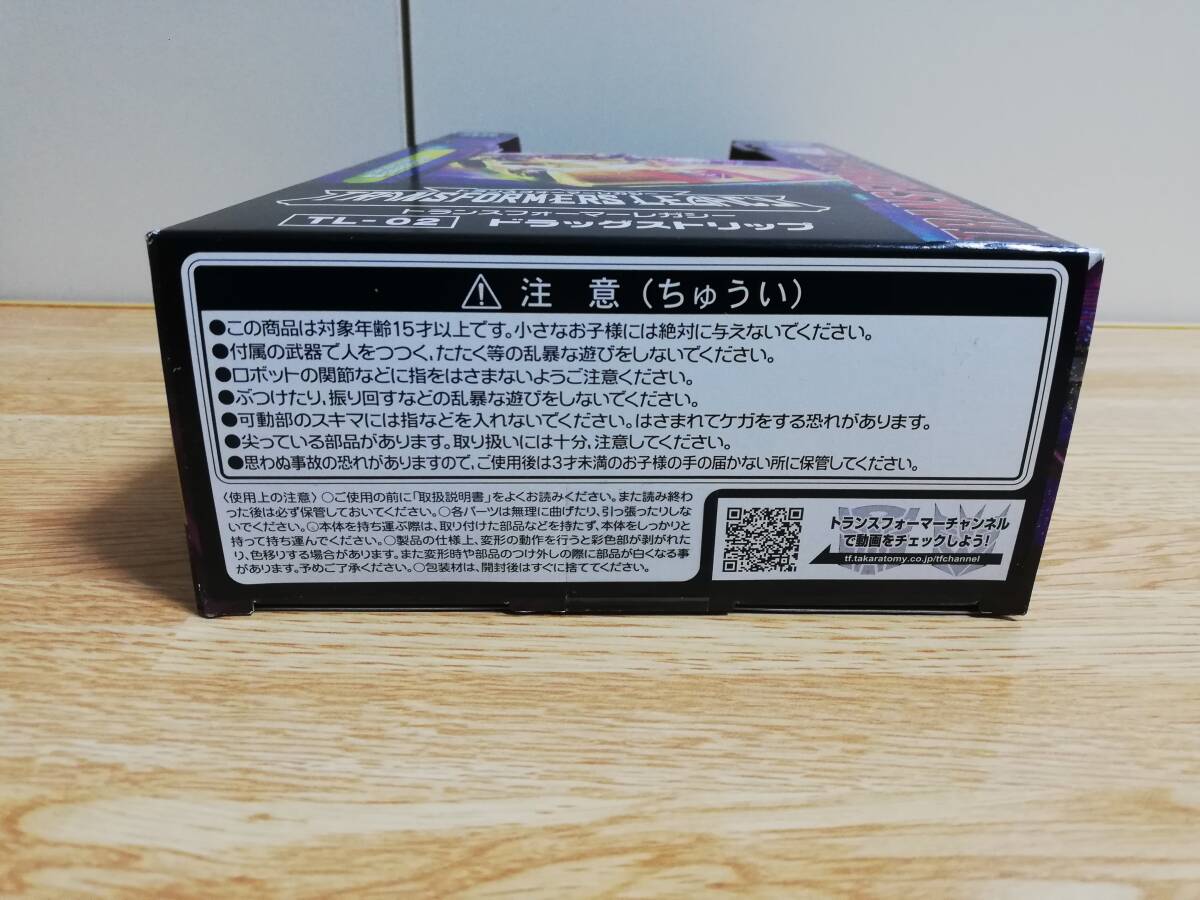 TRANSFORMERS LEGACY
トランスフォーマーレガシー
TL-02 ドラッグストリップ
⚠ 注 意（ちゅうい）
●この商品は対象年齢15才以上です。小さなお子様には絶対に与えないでください。
●付属の武器で人をつつく,たたく等の乱暴な遊びをしないでください。
●ロボットの関節などに指をはさまないようご注意ください。
●ぶつけたり,振り回すなどの乱暴な遊びをしないでください。
●可動部のスキマには指などを入れないでください。はさまれてケガをする恐れがあります。
●尖っている部品があります。取り扱いには十分,注意してください。
●思わぬ事故の恐れがありますので,ご使用後は3才未満のお子様の手の届かない所に保管してください。
〈使用上の注意〉○ご使用の前に「取扱説明書」をよくお読みください。また読み終わ
った後は必ず保管しておいてください。○各パーツは無理に曲げたり,引っ張ったりしな
いでください。○本体を持ち運ぶ際は,取り付けた部品などを持たず,本体をしっかりと
持って持ち運んでください。○製品の仕様上,変形の動作を行うと彩色部が剥がれた
り,色移りする場合があります。また変形時や部品のつけ外しの際に部品が白くなる事
があります。予めご了承ください。○包装材は,開封後はすぐに捨ててください。
トランスフォーマーチャンネル
で動画をチェックしよう!
tf.takaratomy.co.jp/tfchannel